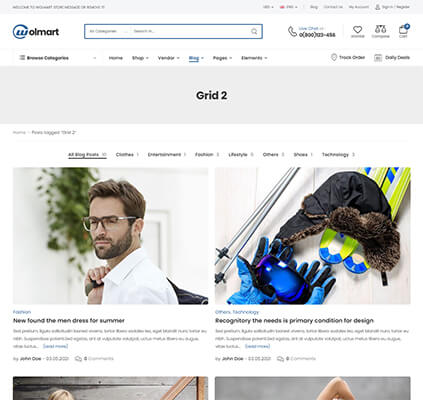 WELCOME TO WOLMART STORE MESSAGE OR REMOVE IT!
USD
ENG
Blog
Contact Us
My Account
Sign in / Register
Wolmart
All Categories
Search in...
Live Chat or :
0(800)123-456
Wishlist
Compare
Cart
Browse Categories
Home
Shop
Vendor
Blog
Pages
Elements
Track Order
Daily Deals
Grid 2
Home
Posts tagged "Grid 2"
All Blog Posts 10
Clothes 3
Entertainment 3
Fashion 3
Lifestyle 5
Others 3
Shoes 1
Technology 3
Fashion
New found the men dress for summer
Sed pretium, ligula sollicitudin laoreet viverra, tortor libero sodales leo, eget blandit nunc tortor eu
nibh. Suspendisse potenti.Sed egestas, ant at vulputate volutpat, uctus metus libero eu augue,
vitae... (read more)
by John Doe - 03.05.2021
0 Comments
Others, Technology
Recognitory the needs is primary condition for design
Sed pretium, ligula sollicitudin laoreet viverra, tortor libero sodales leo, eget blandit nunc tortor eu
nibh. Suspendisse potenti.Sed egestas, ant at vulputate volutpat, uctus metus libero eu augue,
vitae... (read more)
by John Doe - 03.05.2021
0 Comments